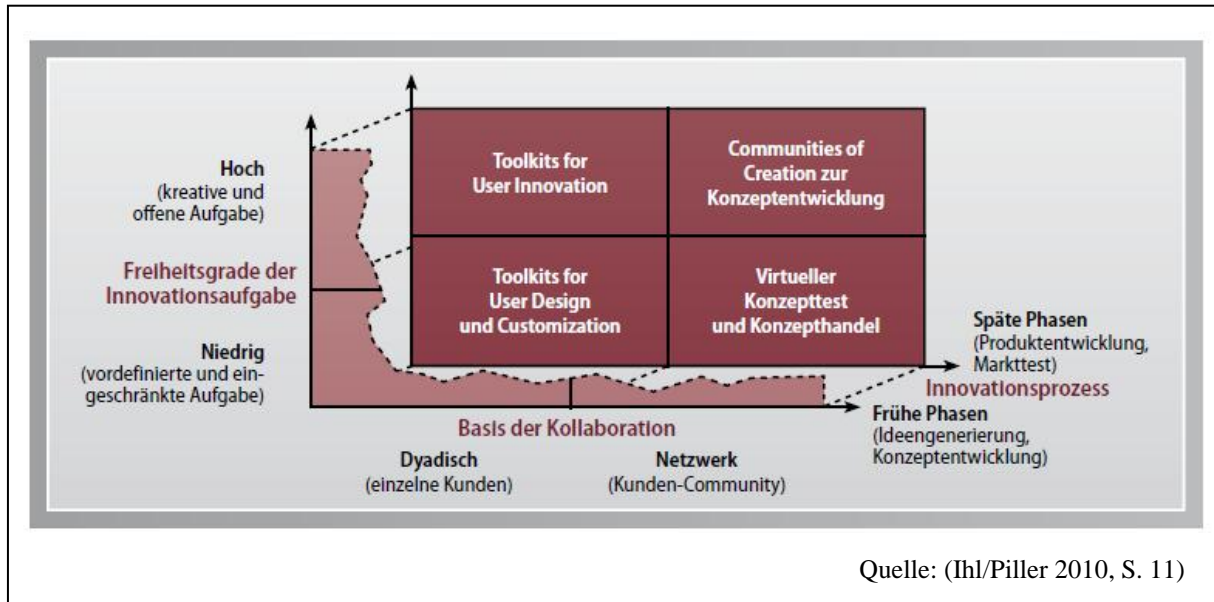 Hoch
(kreative und
offene Aufgabe)
Freiheitsgrade der
Innovationsaufgabe
Niedrig
(vordefinierte und ein-
geschränkte Aufgabe)
Toolkits for
User Innovation
Communities of
Creation zur
Konzeptentwicklung
Toolkits for
User Design
und Customization
Virtueller
Konzepttest
und Konzepthandel
Späte Phasen
(Produktentwicklung,
Markttest)
Innovationsprozess
Frühe Phasen
(Ideengenerierung,
Konzeptentwicklung)
Basis der Kollaboration
Dyadisch
(einzelne Kunden)
Netzwerk
(Kunden-Community)
Quelle: (Ihl/Piller 2010, S. 11)